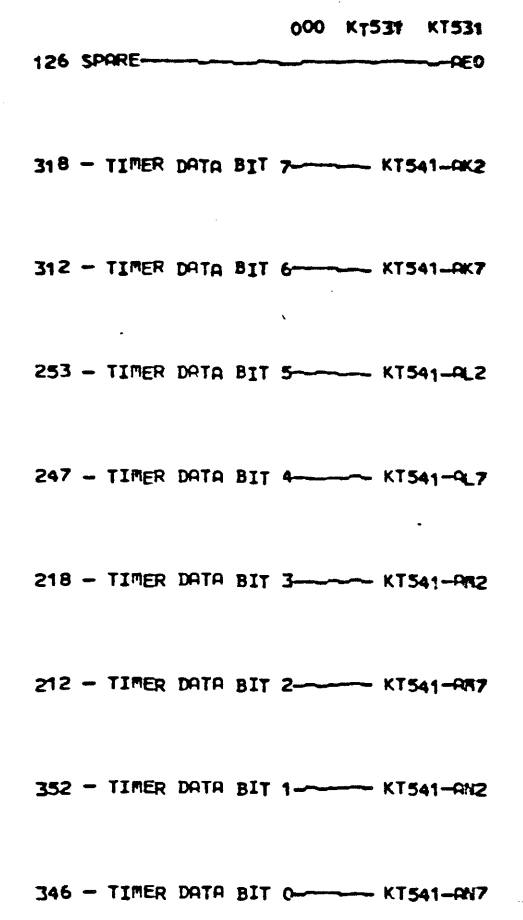 000 KT531 KT531
126 SPARE AE0
318 - TIMER DATA BIT 7 KT541-AK2
312 - TIMER DATA BIT 6 KT541-AK7
253 - TIMER DATA BIT 5 KT541-AL2
247 - TIMER DATA BIT 4 KT541-AL7
218 - TIMER DATA BIT 3 KT541-AM2
212 - TIMER DATA BIT 2 KT541-AM7
352 - TIMER DATA BIT 1 KT541-AN2
346 - TIMER DATA BIT 0 KT541-AN7